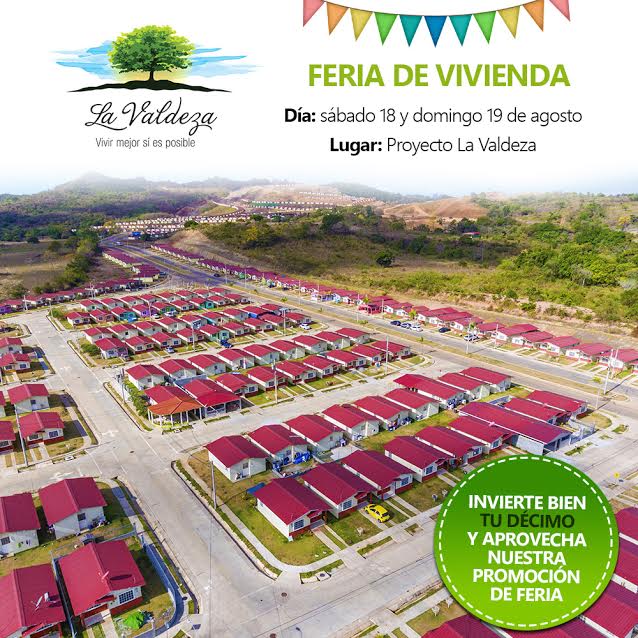 La Valdeza
Vivir mejor sí es posible
FERIA DE VIVIENDA
Día: sábado 18 y domingo 19 de agosto
Lugar: Proyecto La Valdeza
INVIERTE BIEN
TU DÉCIMO
Y APROVECHA
NUESTRA
PROMOCIÓN
DE FERIA